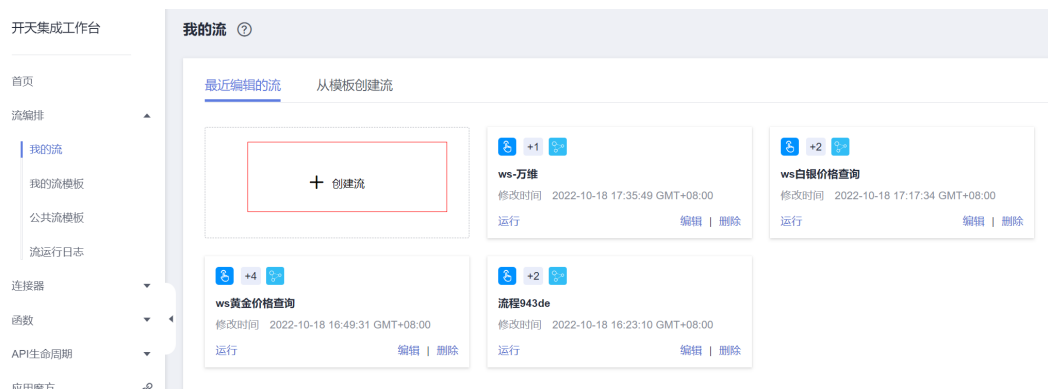 开天集成工作台
首页
流编排
我的流
我的流模板
公共流模板
流运行日志
连接器
函数
API生命周期
应用魔方
我的流 ?
最近编辑的流 从模板创建流
+ 创建流
+1
ws-万维
修改时间 2022-10-18 17:35:49 GMT+08:00
运行 编辑 | 删除
+2
ws白银价格查询
修改时间 2022-10-18 17:17:34 GMT+08:00
运行 编辑 | 删除
+4
ws黄金价格查询
修改时间 2022-10-18 16:49:31 GMT+08:00
运行 编辑 | 删除
+2
流程943de
修改时间 2022-10-18 16:23:10 GMT+08:00
运行 编辑 | 删除